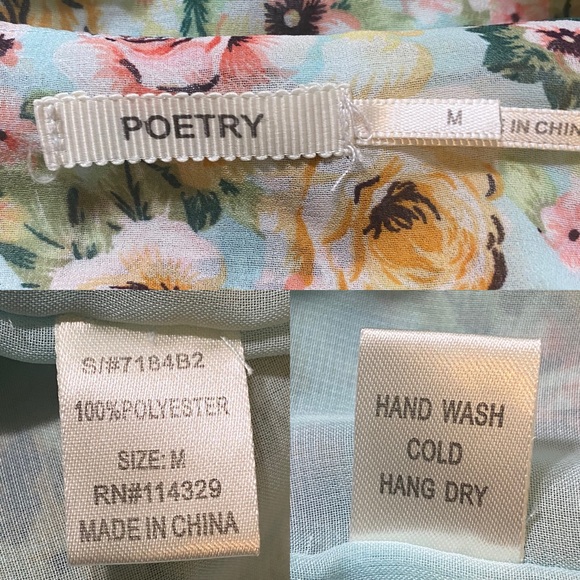 POETRY
M
IN CHIN
S/#7184B2
100%POLYESTER
SIZE: M
RN#114329
MADE IN CHINA
HAND WASH
COLD
HANG DRY